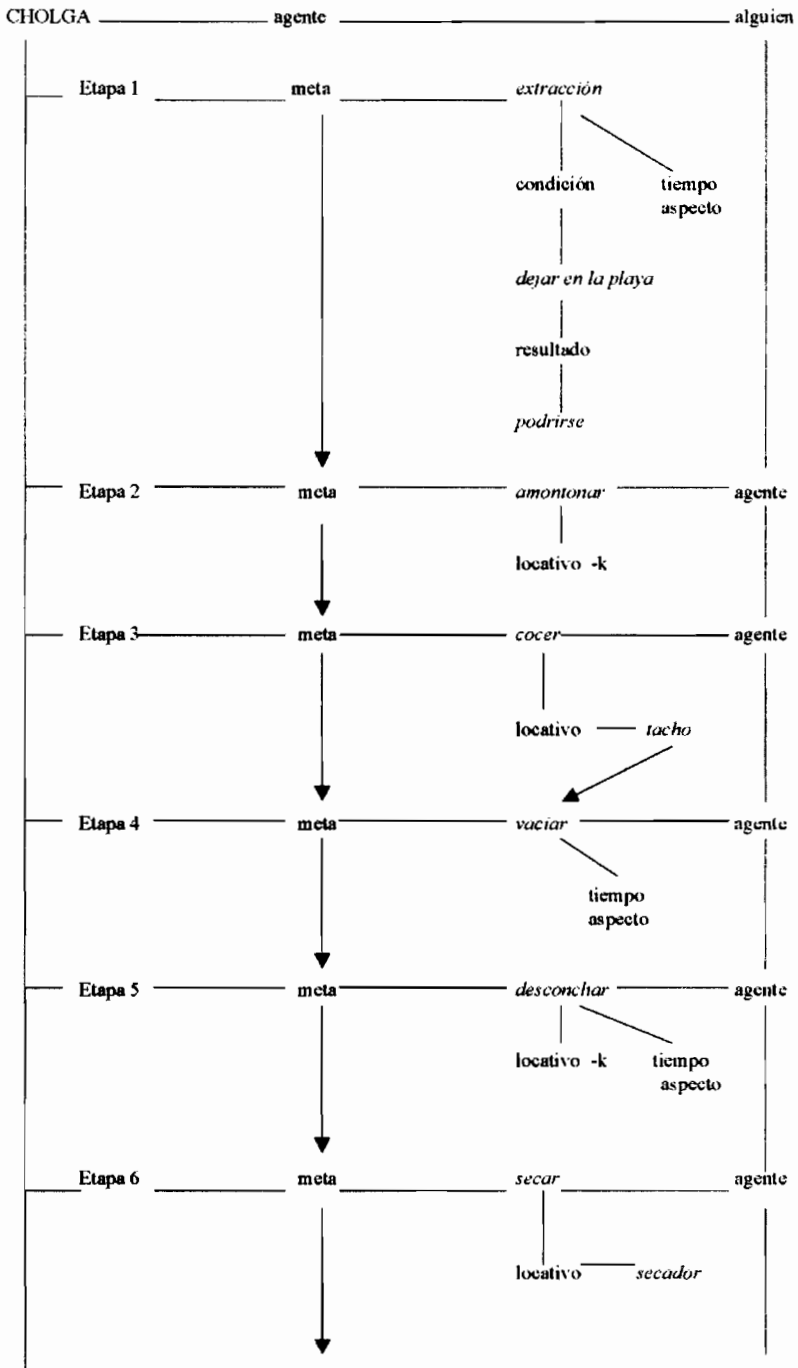 CHOLGA agente alguien
Etapa 1 meta extracción
condición tiempo
aspecto
dejar en la playa
resultado
podrirse
Etapa 2 meta amontonar agente
locativo -k
Etapa 3 meta cocer agente
locativo tacho
Etapa 4 meta vaciar agente
tiempo
aspecto
Etapa 5 meta desconchar agente
locativo -k tiempo
aspecto
Etapa 6 meta secar agente
locativo secador